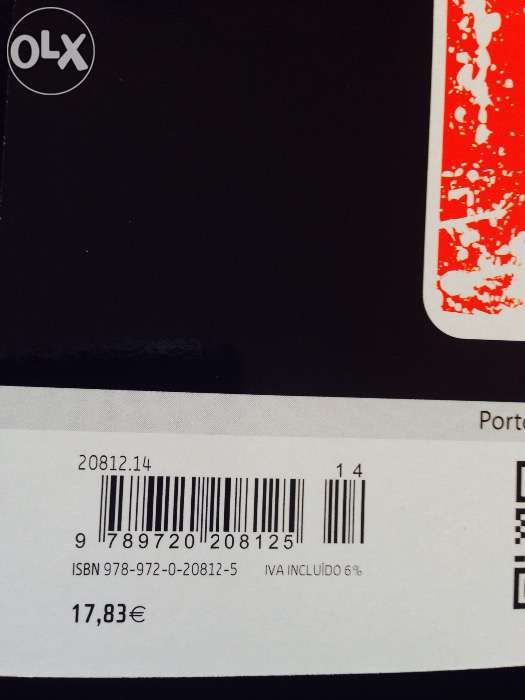 OLX
Porto
20812.14
14
9 789720 208125
ISBN 978-972-0-20812-5 IVA INCLUÍDO 6%
17,83€